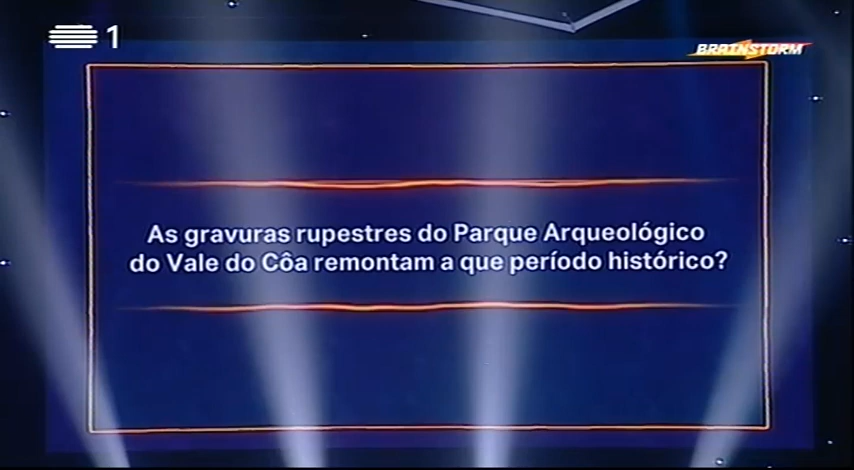 1
BRAINSTORM
As gravuras rupestres do Parque Arqueológico
do Vale do Côa remontam a que período histórico?